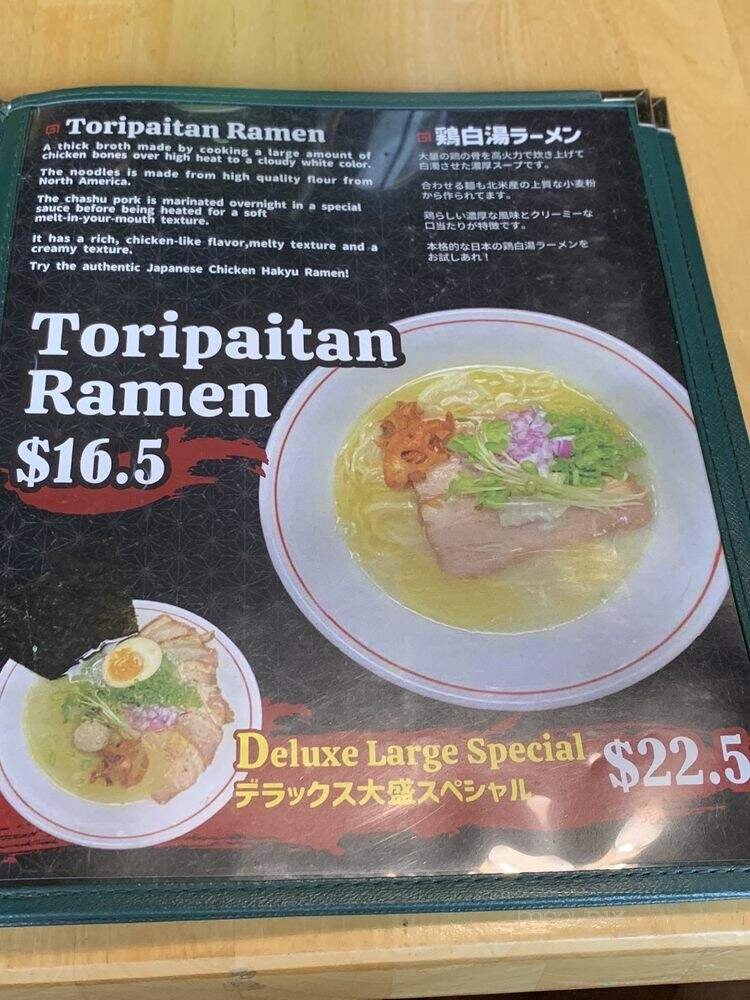 Toripaitan Ramen
A thick broth made by cooking a large amount of
chicken bones over high heat to a cloudy white color.
The noodles is made from high quality flour from
North America.
The chashu pork is marinated overnight in a special
sauce before being heated for a soft
melt-in-your-mouth texture.
It has a rich, chicken-like flavor,melty texture and a
creamy texture.
Try the authentic Japanese Chicken Hakyu Ramen!
鶏白湯ラーメン
大量の鶏の骨を高火力で炊き上げて
白濁させた濃厚スープです。
合わせる麺も北米産の上質な小麦粉
から作られてます。
鶏らしい濃厚な風味とクリーミーな
口当たりが特徴です。
本格的な日本の鶏白湯ラーメンを
お試しあれ！
Toripaitan
Ramen
$16.5
Deluxe Large Special
デラックス大盛スペシャル
$22.5